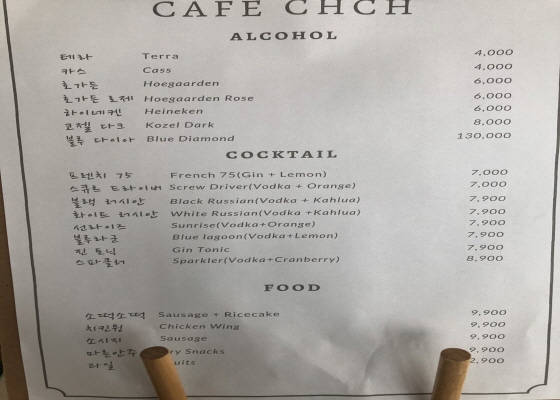 CAFE CHCH
ALCOHOL
테라 Terra 4,000
카스 Cass 4,000
호가든 Hoegaarden 6,000
호가든 로제 Hoegaarden Rose 6,000
하이네켄 Heineken 6,000
코젤 다크 Kozel Dark 8,000
블루 다이아 Blue Diamond 130,000
COCKTAIL
프렌치 75 French 75(Gin + Lemon) 7,000
스큐류 드라이버 Screw Driver(Vodka + Orange) 7,000
블랙 러시안 Black Russian(Vodka + Kahlua) 7,900
화이트 러시안 White Russian(Vodka +Kahlua) 7,900
선라이즈 Sunrise(Vodka+Orange) 7,900
블루라군 Blue lagoon(Vodka+Lemon) 7,900
진 토닉 Gin Tonic 7,900
스파클러 Sparkler(Vodka+Cranberry) 8,900
FOOD
소떡소떡 Sausage + Ricecake 9,900
치킨윙 Chicken Wing 9,900
소시지 Sausage 9,900
마른안주 ry Snacks 9,900
과일 uits 2,900